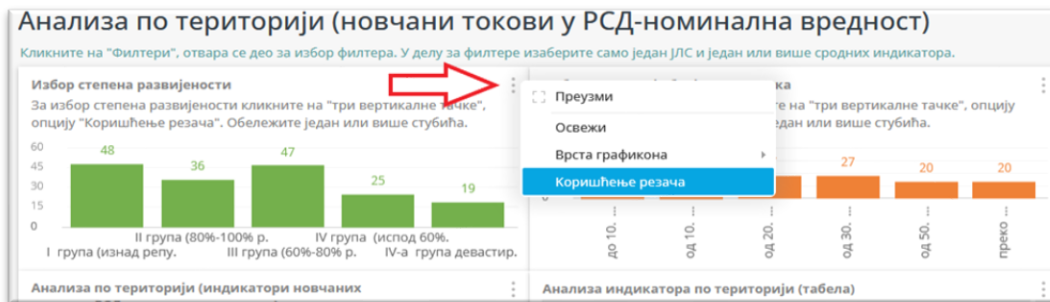 Анализа по територији (новчани токови у РСД-номинална вредност)
Кликните на "Филтери", отвара се део за избор филтера. У делу за филтере изаберите само један ЈЛС и један или више сродних индикатора.
Избор степена развијености
За избор степена развијености кликните на "три вертикалне тачке",
опцију "Коришћење резача". Обележите један или више стубића.
60
45
30
15
0
48
36
47
25
19
II група (80%-100% р.
IV група (испод 60%.
I група (изнад репу.
III група (60%-80% р.
IV-а група девастир.
Преузми
Освежи
Врста графикона
Коришћење резача
ка
те на "три вертикалне тачке", опцију
један или више стубића.
27
20
20
0
до 10. ...
од 10. ...
од 20. ...
од 30. ...
од 50. ...
преко ...
Анализа по територији (индикатори новчаних
Анализа индикатора по територији (табела)